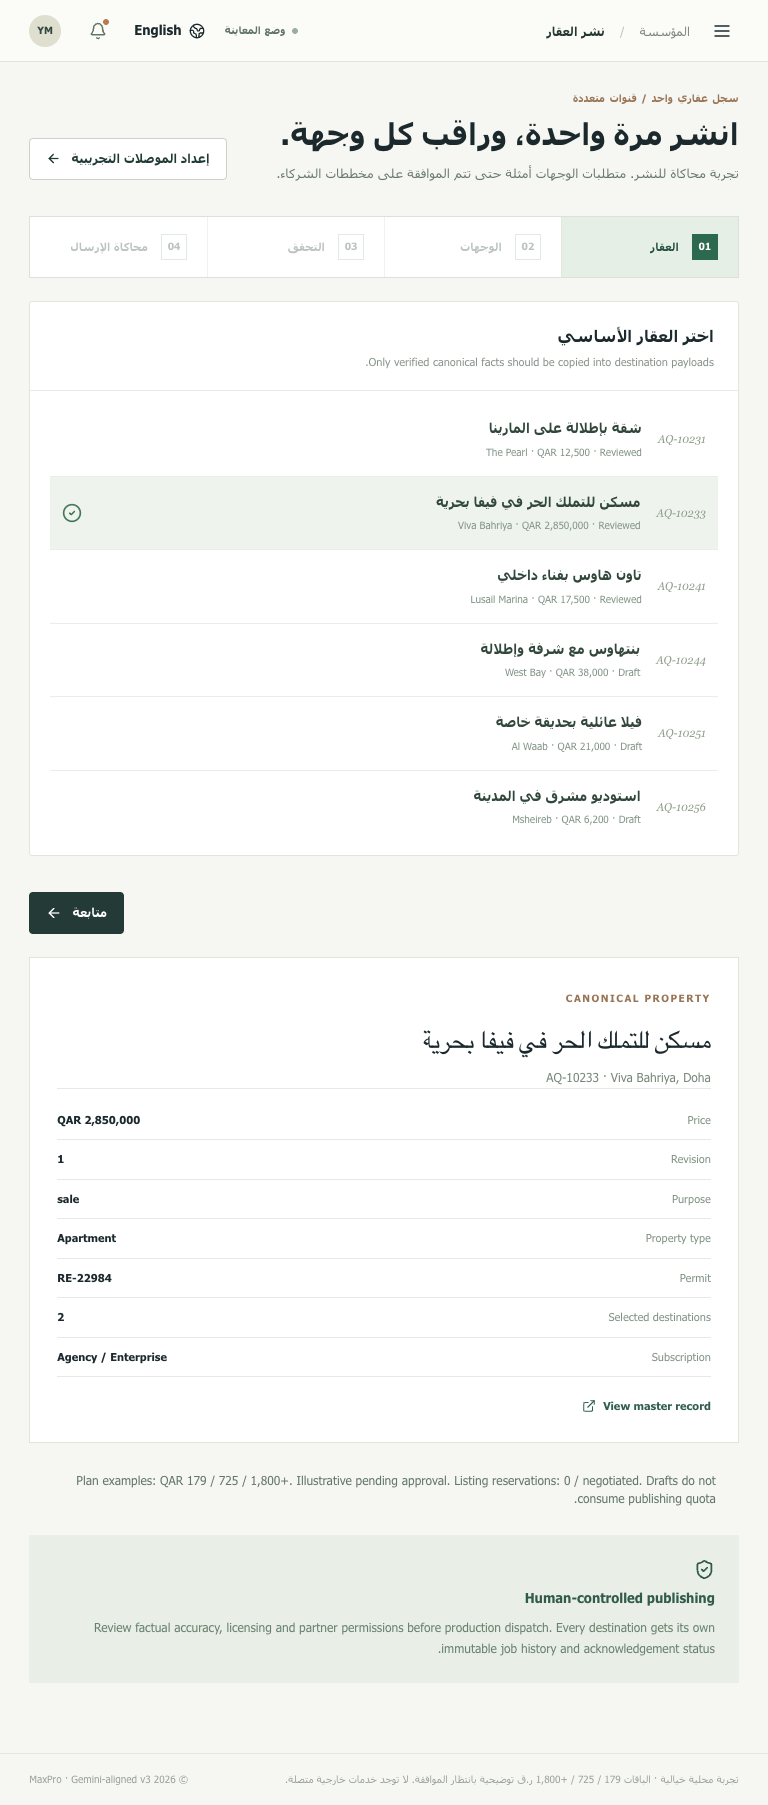 المؤسسة / نشر العقار
وضع المعاينة
English
YM
سجل عقاري واحد / قنوات متعددة
انشر مرة واحدة، وراقب كل وجهة.
تجربة محاكاة للنشر. متطلبات الوجهات أمثلة حتى تتم الموافقة على مخططات الشركاء.
إعداد الموصلات التجريبية
01 العقار
02 الوجهات
03 التحقق
04 محاكاة الإرسال
اختر العقار الأساسي
Only verified canonical facts should be copied into destination payloads.
AQ-10231
شقة بإطلالة على المارينا
The Pearl · QAR 12,500 · Reviewed
AQ-10233
مسكن للتملك الحر في فيفا بحرية
Viva Bahriya · QAR 2,850,000 · Reviewed
AQ-10241
تاون هاوس بفناء داخلي
Lusail Marina · QAR 17,500 · Reviewed
AQ-10244
بنتهاوس مع شرفة وإطلالة
West Bay · QAR 38,000 · Draft
AQ-10251
فيلا عائلية بحديقة خاصة
Al Waab · QAR 21,000 · Draft
AQ-10256
استوديو مشرق في المدينة
Msheireb · QAR 6,200 · Draft
متابعة
CANONICAL PROPERTY
مسكن للتملك الحر في فيفا بحرية
AQ-10233 · Viva Bahriya, Doha
Price QAR 2,850,000
Revision 1
Purpose sale
Property type Apartment
Permit RE-22984
Selected destinations 2
Subscription Agency / Enterprise
View master record
Plan examples: QAR 179 / 725 / 1,800+. Illustrative pending approval. Listing reservations: 0 / negotiated. Drafts do not
consume publishing quota.
Human-controlled publishing
Review factual accuracy, licensing and partner permissions before production dispatch. Every destination gets its own
immutable job history and acknowledgement status.
تجربة محلية خيالية · الباقات 179 / 725 / 1,800+ ر.ق توضيحية بانتظار الموافقة. لا توجد خدمات خارجية متصلة.
© 2026 MaxPro · Gemini-aligned v3